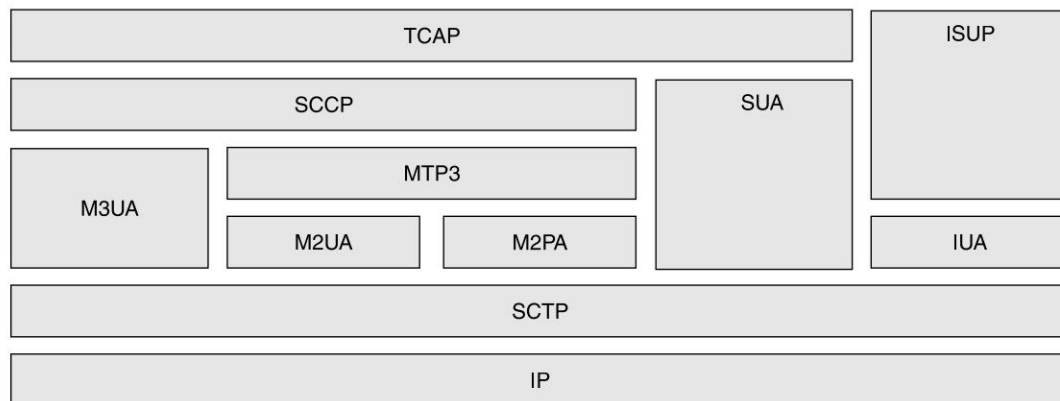 TCAP
ISUP
SCCP
SUA
M3UA
MTP3
M2UA
M2PA
IUA
SCTP
IP